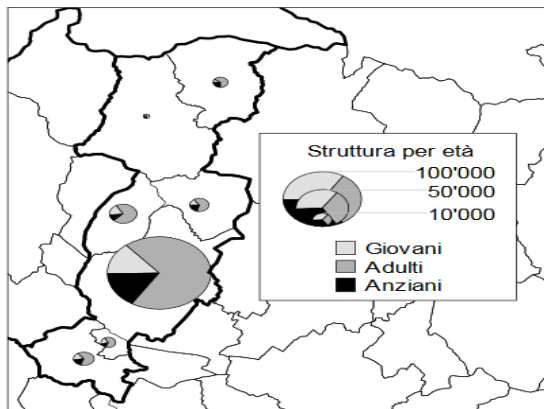 Struttura per età
100'000
50'000
10'000
Giovani
Adulti
Anziani